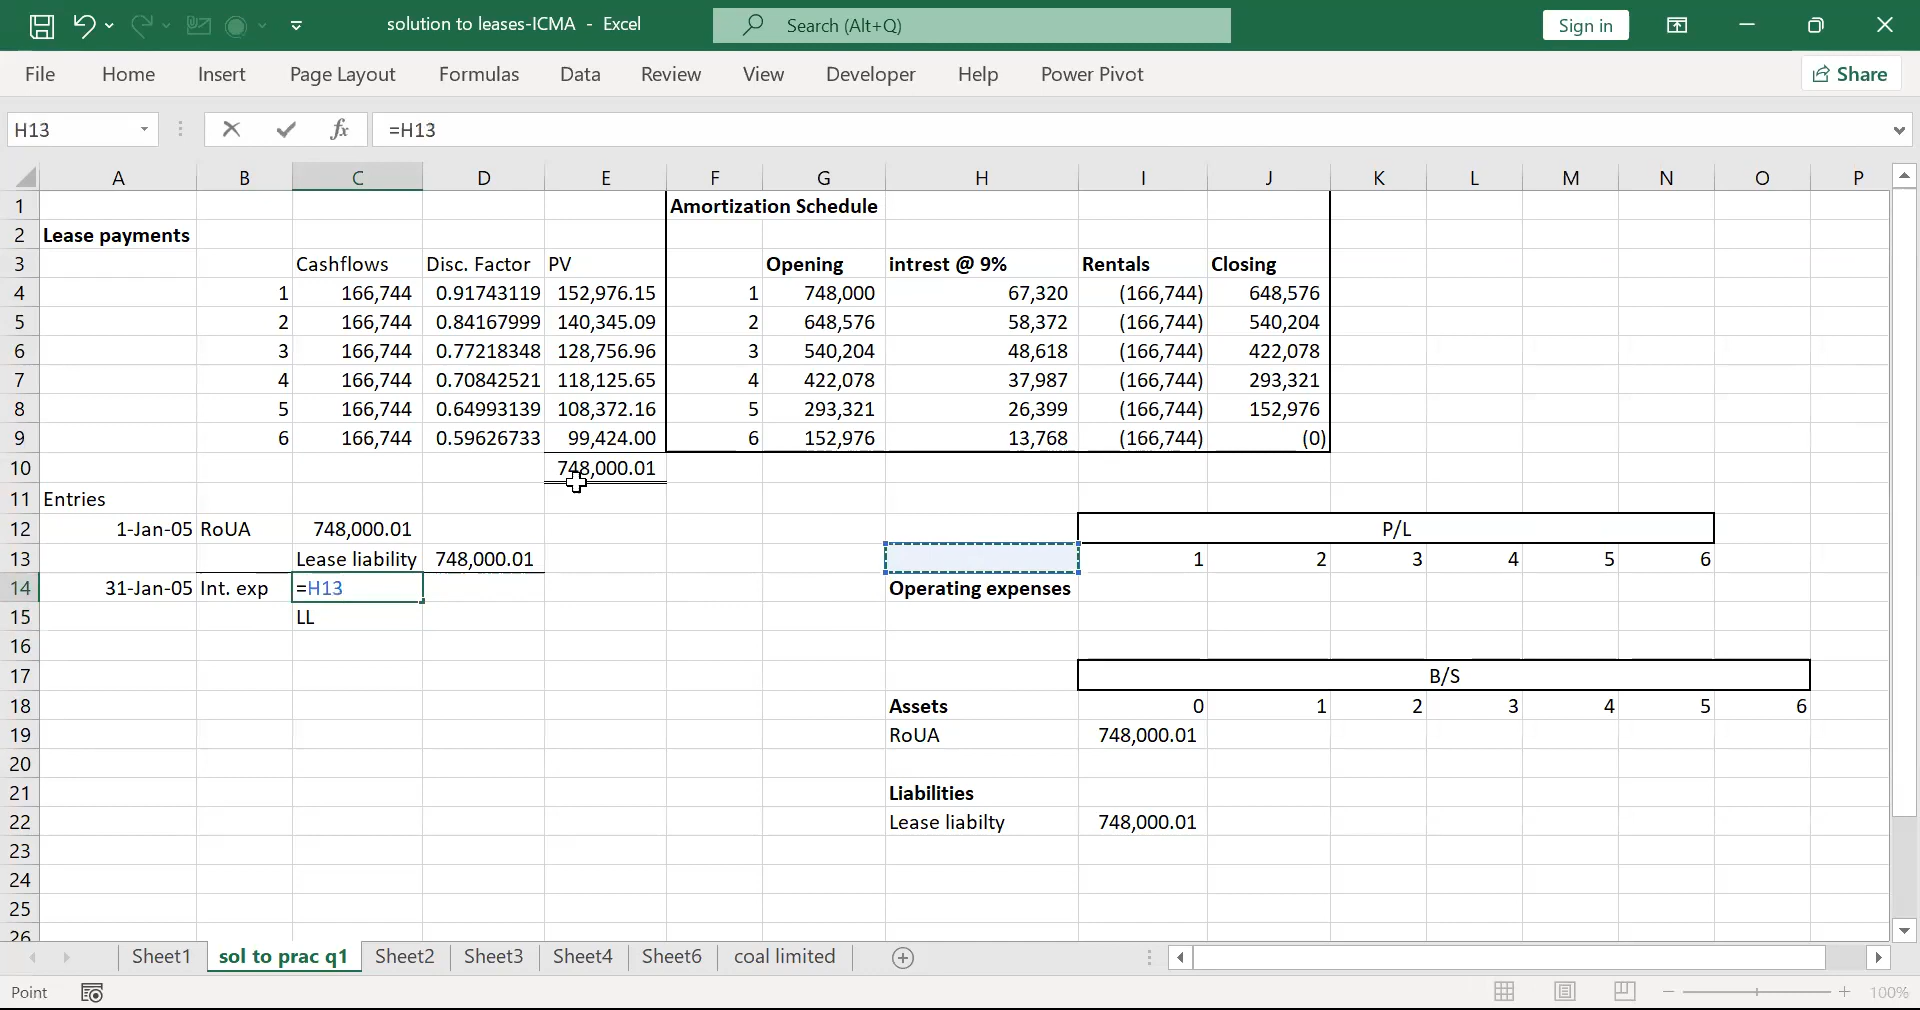 solution to leases-ICMA - Excel
Search (Alt+Q)
Sign in
File Home Insert Page Layout Formulas Data Review View Developer Help Power Pivot Share
H13 fx =H13
A B C D E F G H I J K L M N O P
1 Amortization Schedule
2 Lease payments
3 Cashflows Disc. Factor PV Opening intrest @ 9% Rentals Closing
4 1 166,744 0.91743119 152,976.15 1 748,000 67,320 (166,744) 648,576
5 2 166,744 0.84167999 140,345.09 2 648,576 58,372 (166,744) 540,204
6 3 166,744 0.77218348 128,756.96 3 540,204 48,618 (166,744) 422,078
7 4 166,744 0.70842521 118,125.65 4 422,078 37,987 (166,744) 293,321
8 5 166,744 0.64993139 108,372.16 5 293,321 26,399 (166,744) 152,976
9 6 166,744 0.59626733 99,424.00 6 152,976 13,768 (166,744) (0)
10 748,000.01
11 Entries
12 1-Jan-05 RoUA 748,000.01 P/L
13 Lease liability 748,000.01 1 2 3 4 5 6
14 31-Jan-05 Int. exp =H13 Operating expenses
15 LL
16
17 B/S
18 Assets 0 1 2 3 4 5 6
19 RoUA 748,000.01
20
21 Liabilities
22 Lease liabilty 748,000.01
23
24
25
26
Sheet1 sol to prac q1 Sheet2 Sheet3 Sheet4 Sheet6 coal limited
Point 100%